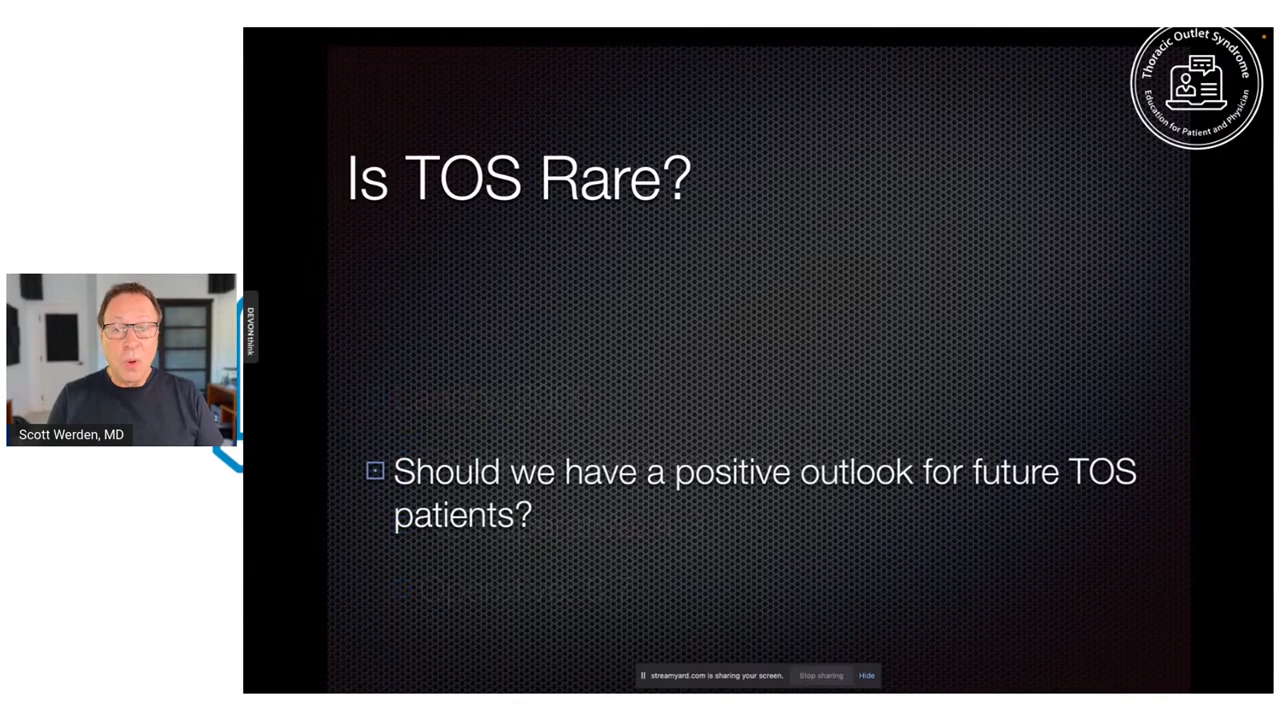 Thoracic Outlet Syndrome
Education for Patient and Physician
Is TOS Rare?
DEVONthink
Scott Werden, MD
Should we have a positive outlook for future TOS
patients?
streamyard.com is sharing your screen.
Stop sharing
Hide